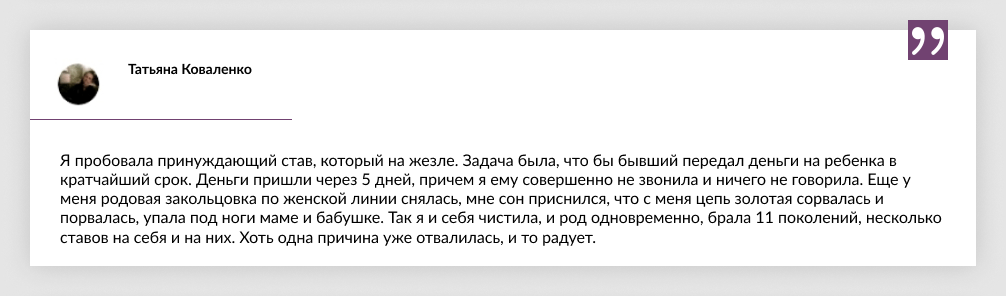 Татьяна Коваленко
Я пробовала принуждающий став, который на жезле. Задача была, что бы бывший передал деньги на ребенка в
кратчайший срок. Деньги пришли через 5 дней, причем я ему совершенно не звонила и ничего не говорила. Еще у
меня родовая закольцовка по женской линии снялась, мне сон приснился, что с меня цепь золотая сорвалась и
порвалась, упала под ноги маме и бабушке. Так я и себя чистила, и род одновременно, брала 11 поколений, несколько
ставов на себя и на них. Хоть одна причина уже отвалилась, и то радует.